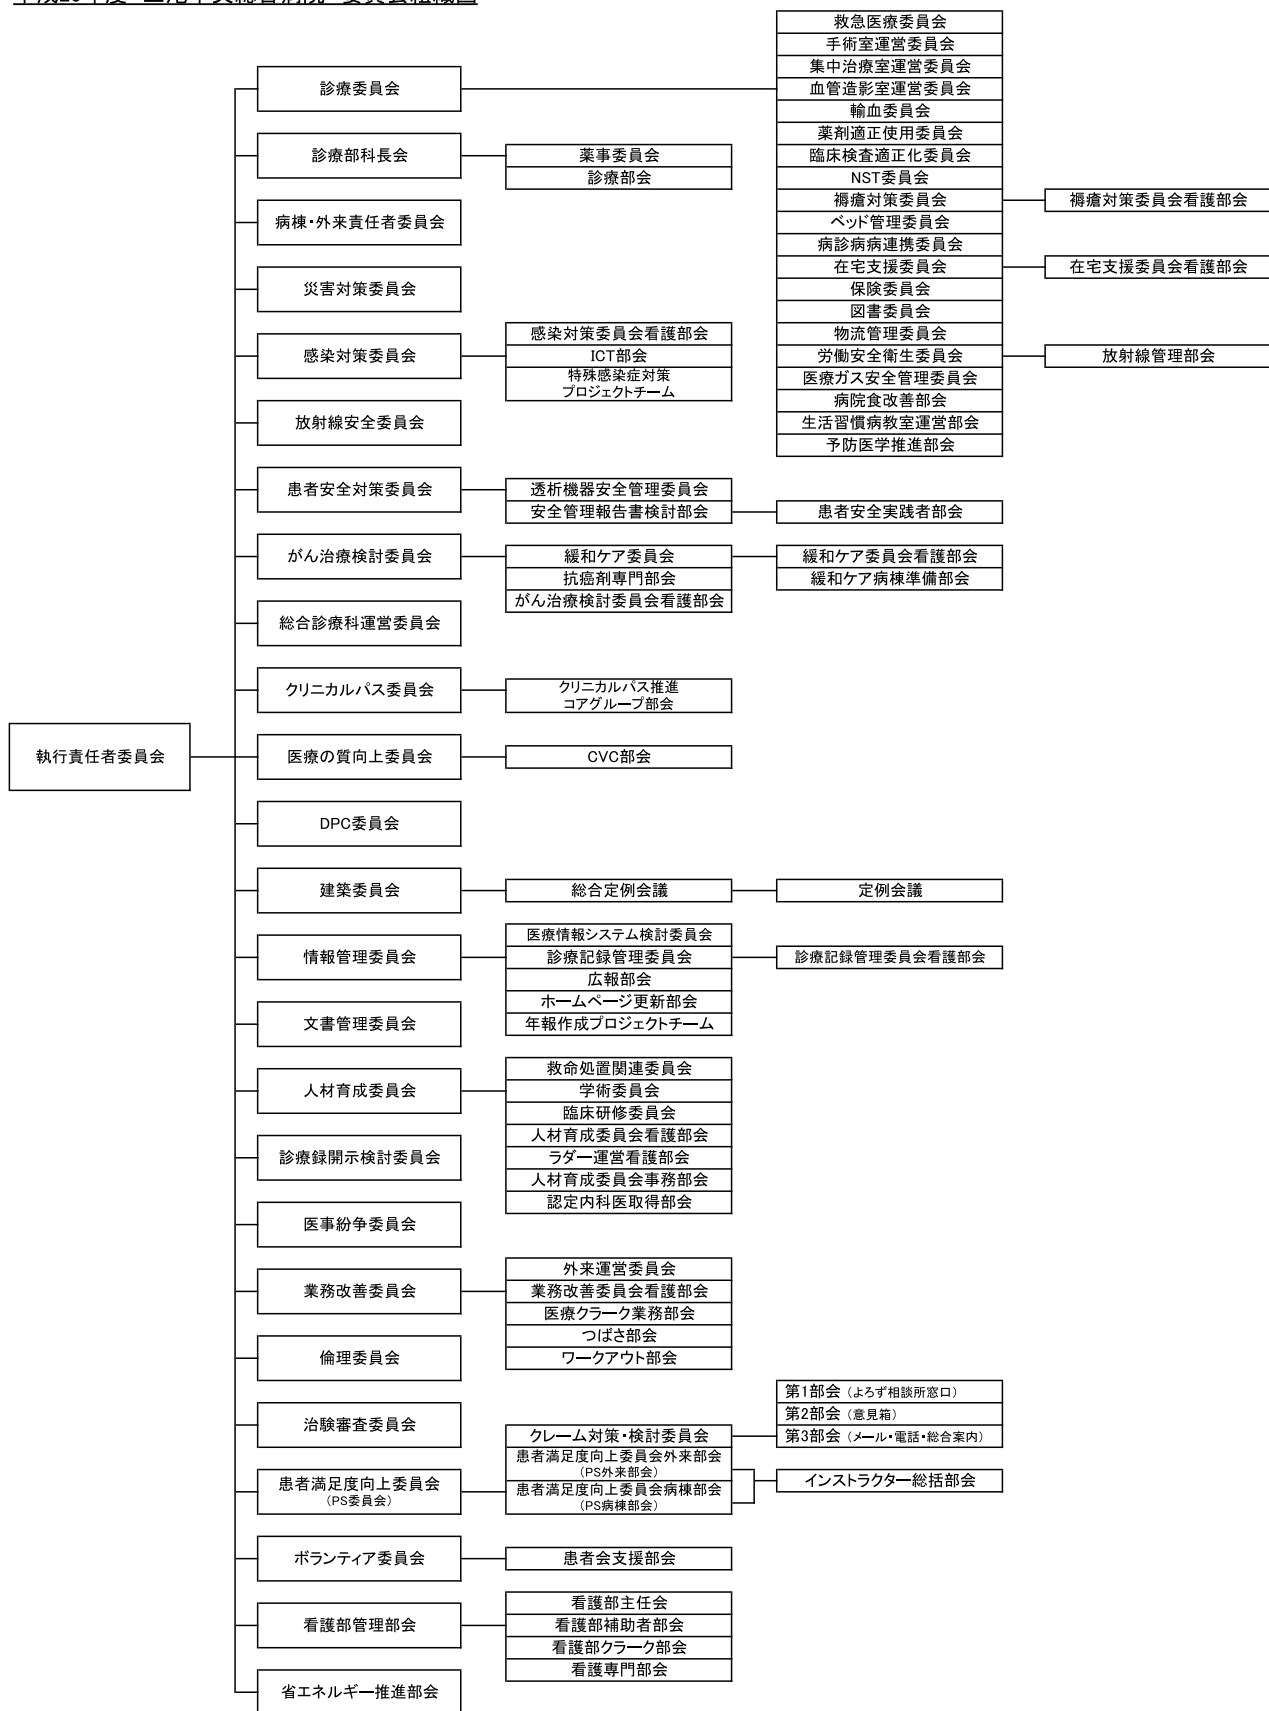 救急医療委員会
手術室運営委員会
集中治療室運営委員会
診療委員会
血管造影室運営委員会
輸血委員会
薬剤適正使用委員会
診療部科長会
薬事委員会
臨床検査適正化委員会
診療部会
NST委員会
病棟・外来責任者委員会
褥瘡対策委員会
褥瘡対策委員会看護部会
ベッド管理委員会
病診病病連携委員会
災害対策委員会
在宅支援委員会
在宅支援委員会看護部会
保険委員会
図書委員会
感染対策委員会
感染対策委員会看護部会
物流管理委員会
ICT部会
労働安全衛生委員会
放射線管理部会
特殊感染症対策
プロジェクトチーム
医療ガス安全管理委員会
病院食改善部会
放射線安全委員会
生活習慣病教室運営部会
予防医学推進部会
患者安全対策委員会
透析機器安全管理委員会
安全管理報告書検討部会
患者安全実践者部会
がん治療検討委員会
緩和ケア委員会
緩和ケア委員会看護部会
抗癌剤専門部会
緩和ケア病棟準備部会
がん治療検討委員会看護部会
総合診療科運営委員会
クリニカルパス委員会
クリニカルパス推進
コアグループ部会
執行責任者委員会
医療の質向上委員会
CVC部会
DPC委員会
建築委員会
総合定例会議
定例会議
情報管理委員会
医療情報システム検討委員会
診療記録管理委員会
診療記録管理委員会看護部会
広報部会
ホームページ更新部会
文書管理委員会
年報作成プロジェクトチーム
人材育成委員会
救命処置関連委員会
学術委員会
臨床研修委員会
人材育成委員会看護部会
診療録開示検討委員会
ラダー運営看護部会
人材育成委員会事務部会
認定内科医取得部会
医事紛争委員会
業務改善委員会
外来運営委員会
業務改善委員会看護部会
医療クラーク業務部会
つばさ部会
倫理委員会
ワークアウト部会
第1部会（よろず相談所窓口）
第2部会（意見箱）
治験審査委員会
クレーム対策・検討委員会
第3部会（メール・電話・総合案内）
患者満足度向上委員会外来部会
（PS外来部会）
患者満足度向上委員会
（PS委員会）
患者満足度向上委員会病棟部会
（PS病棟部会）
インストラクター総括部会
ボランティア委員会
患者会支援部会
看護部管理部会
看護部主任会
看護部補助者部会
看護部クラーク部会
看護専門部会
省エネルギー推進部会